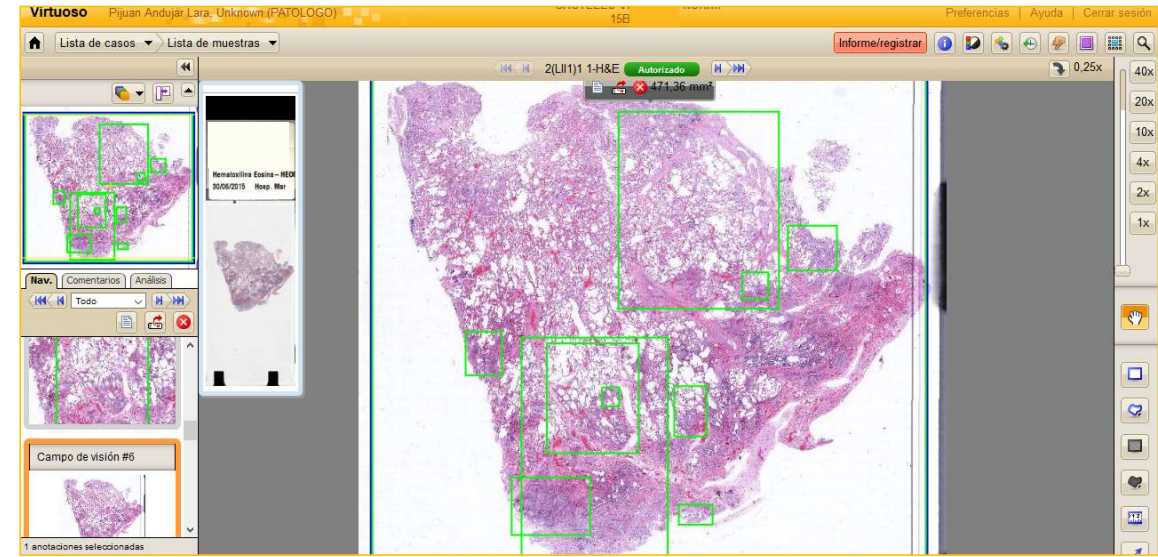 Virtuoso Pijuan Andujar Lara, Unknown (PATOLOGO)
15B
Preferencias | Ayuda | Cerrar sesión
Lista de casos Lista de muestras
Informe/registrar
2(LII1)1 1-H&E Autorizado
0,25x
471,36 mm²
40x
20x
10x
4x
2x
1x
Hematoxilina Eosina - HEO
30/06/2015 Hosp. Mar
Nav. Comentarios Análisis
Todo
Campo de visión #6
1 anotaciones seleccionadas